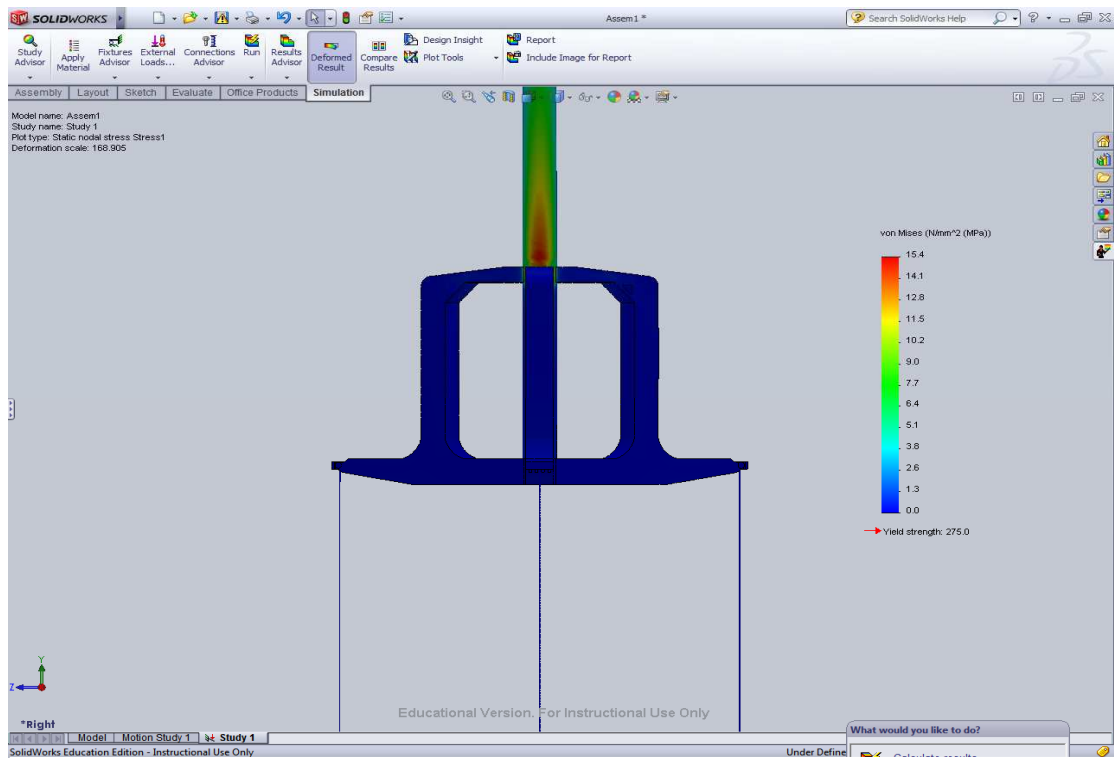 SOLIDWORKS
Assem1 *
Search SolidWorks Help
Study Advisor
Apply Material
Fixtures Advisor
External Loads...
Connections Advisor
Run
Results Advisor
Deformed Result
Compare Results
Design Insight
Plot Tools
Report
Include Image for Report
Assembly Layout Sketch Evaluate Office Products Simulation
Model name: Assem1
Study name: Study 1
Plot type: Static nodal stress Stress1
Deformation scale: 168.905
von Mises (N/mm^2 (MPa))
15.4
14.1
12.8
11.5
10.2
9.0
7.7
6.4
5.1
3.8
2.6
1.3
0.0
Yield strength: 275.0
Y
Z
*Right
Educational Version. For Instructional Use Only
What would you like to do?
Calculate results
Model Motion Study 1 Study 1
SolidWorks Education Edition - Instructional Use Only
Under Define